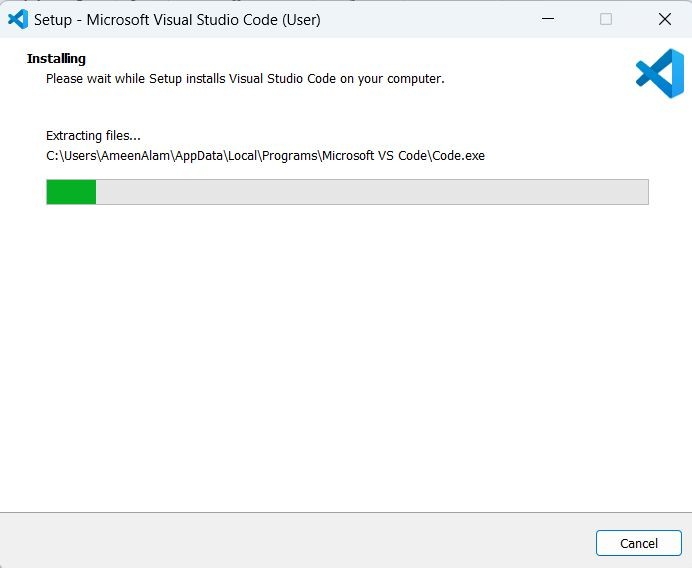 Setup - Microsoft Visual Studio Code (User)
Installing
Please wait while Setup installs Visual Studio Code on your computer.
Extracting files...
C:\Users\AmeenAlam\AppData\Local\Programs\Microsoft VS Code\Code.exe
Cancel